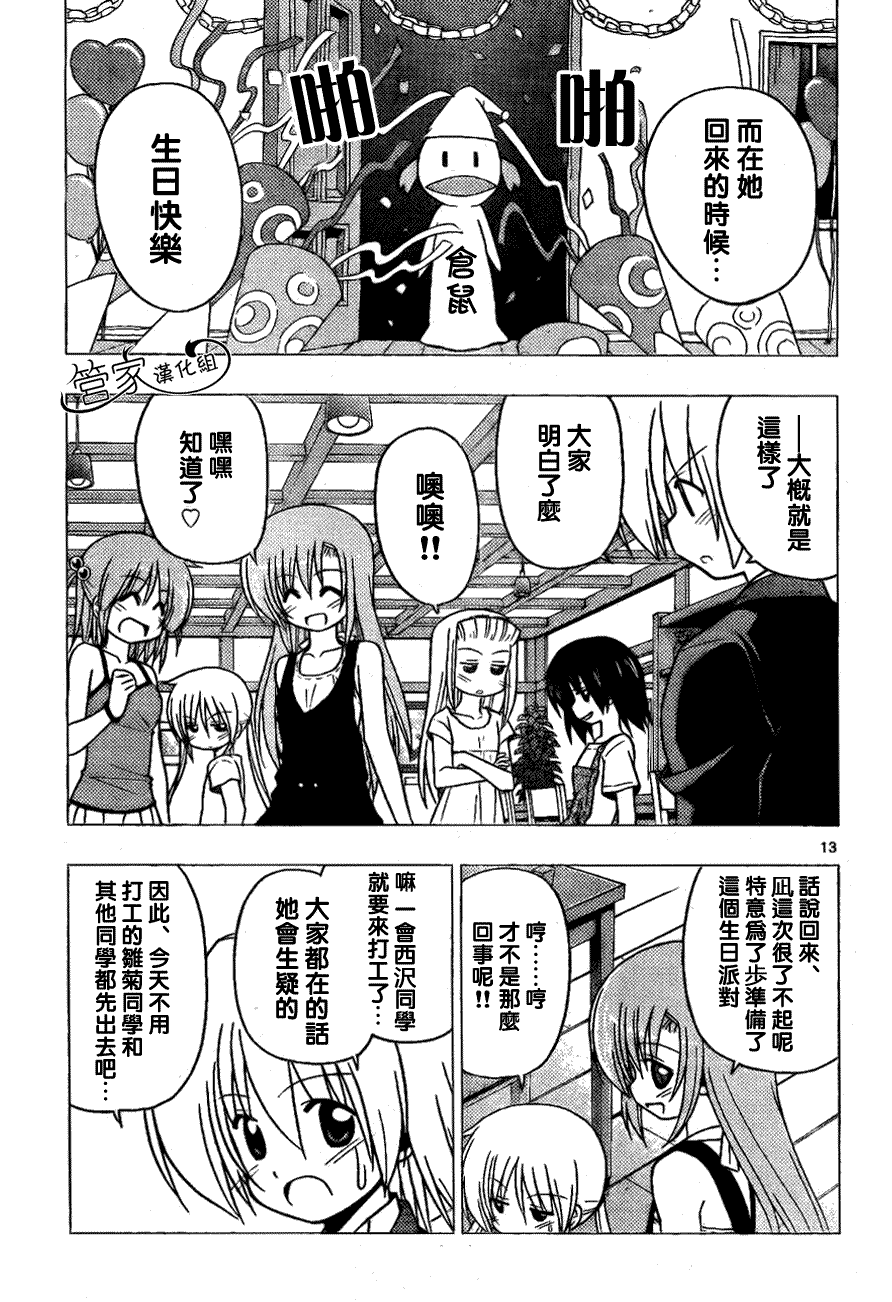 而在她
回來的時候…
啪
啪
生日快樂
倉鼠
管家漢化組
——大概就是
這樣了
大家
明白了麼
噢噢!!
嘿嘿
知道了♡
13
話說回來、
凪這次很了不起呢
特意為了步準備了
這個生日派對
哼……哼
才不是那麼
回事呢!!
嘛一會西沢同學
就要來打工了…
大家都在的話
她會生疑的
因此、今天不用
打工的雛菊同學和
其他同學都先出去吧…